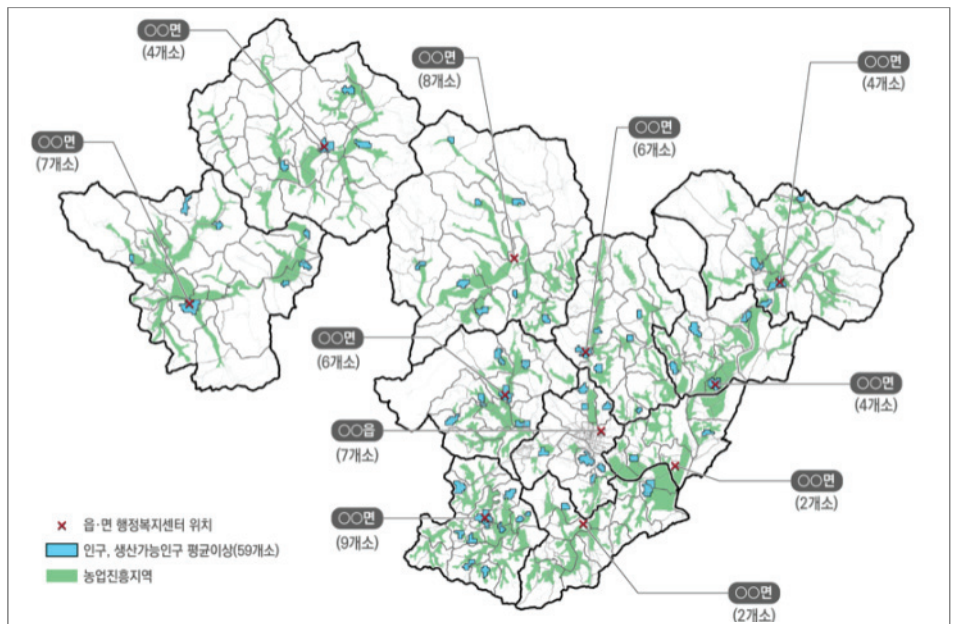 ○○면
(4개소)
○○면
(8개소)
○○면
(4개소)
○○면
(7개소)
○○면
(6개소)
○○면
(6개소)
○○면
(4개소)
○○읍
(7개소)
○○면
(2개소)
○○면
(9개소)
○○면
(2개소)
읍·면 행정복지센터 위치
인구, 생산가능인구 평균이상(59개소)
농업진흥지역